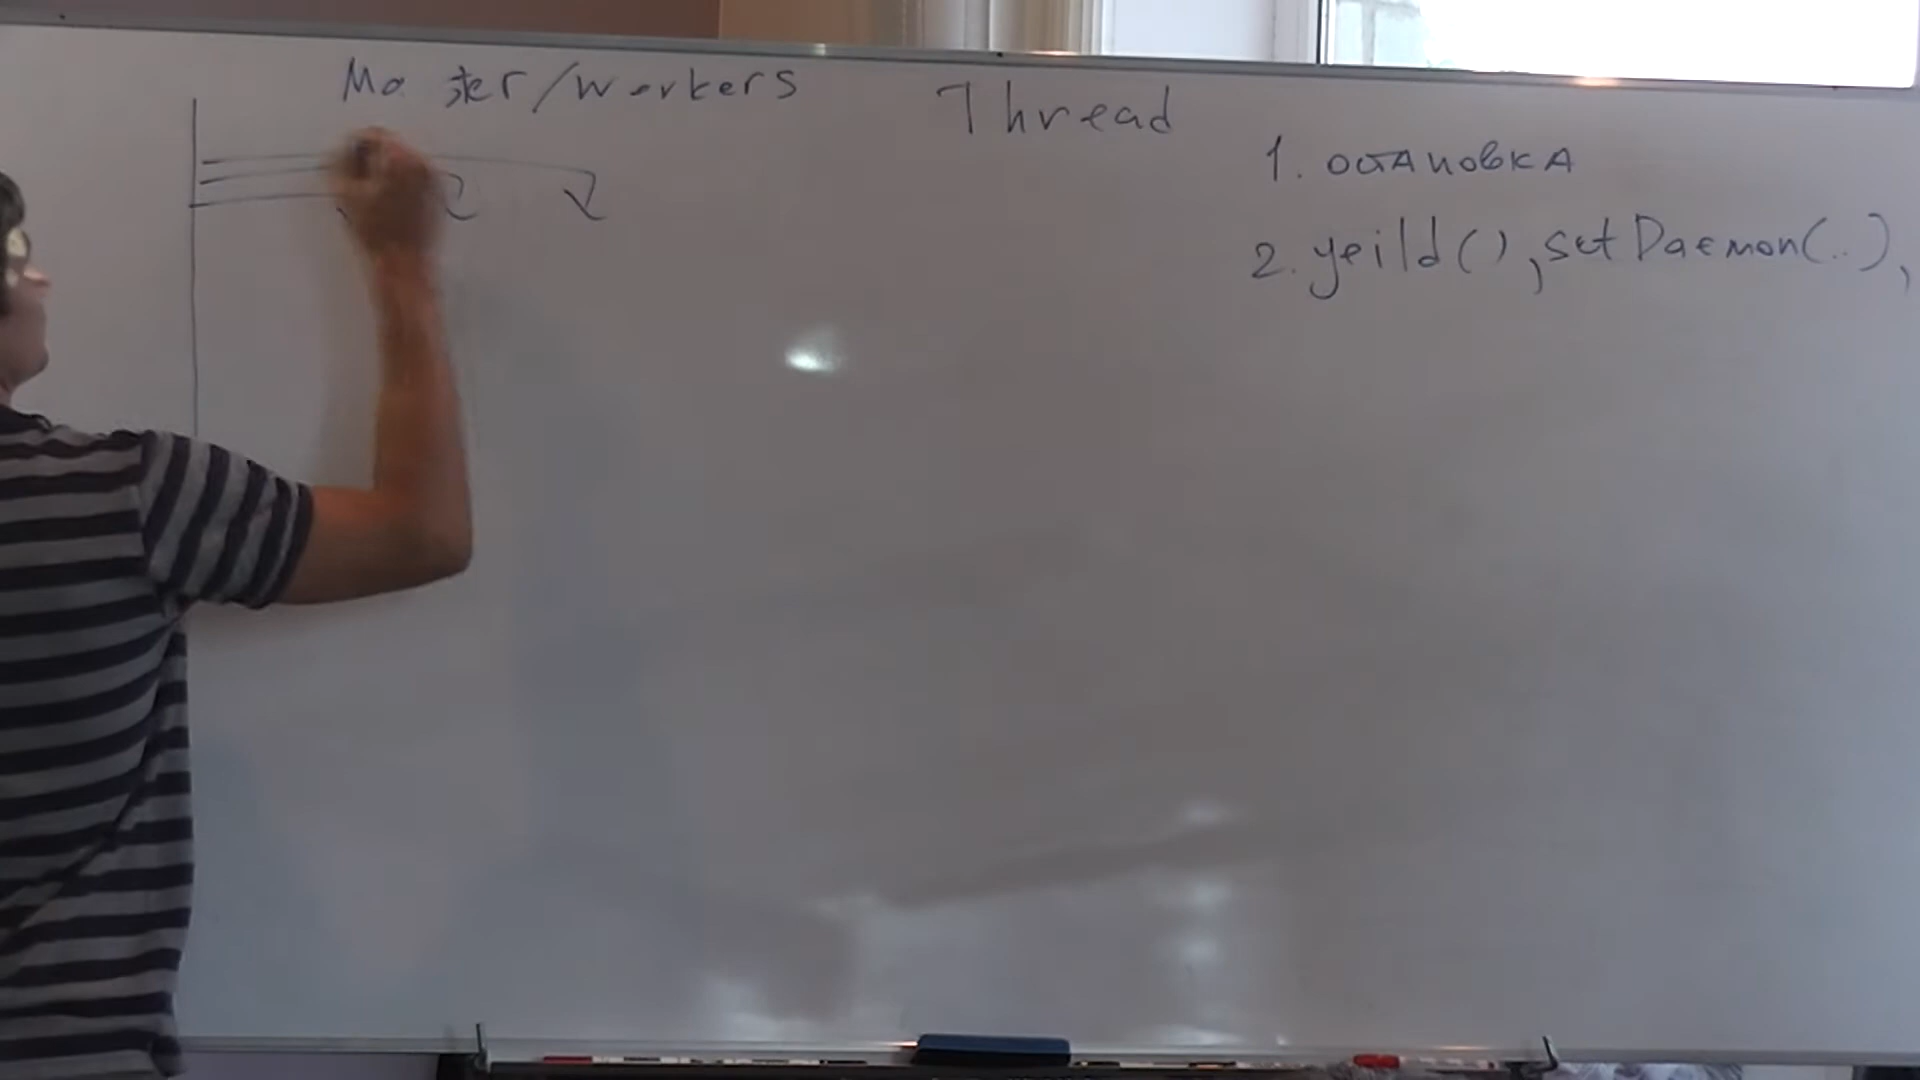 Master/workers
Thread
1. остановка
2. yeild(), setDaemon(..),